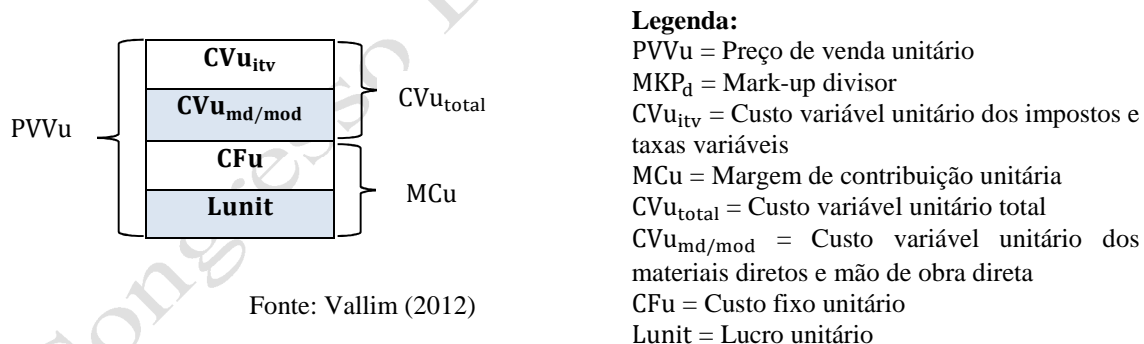 PVVu
CVu_itv
CVu_md/mod
CFu
Lunit
CVu_total
MCu
Fonte: Vallim (2012)
Legenda:
PVVu = Preço de venda unitário
MKP_d = Mark-up divisor
CVu_itv = Custo variável unitário dos impostos e
taxas variáveis
MCu = Margem de contribuição unitária
CVu_total = Custo variável unitário total
CVu_md/mod = Custo variável unitário dos
materiais diretos e mão de obra direta
CFu = Custo fixo unitário
Lunit = Lucro unitário